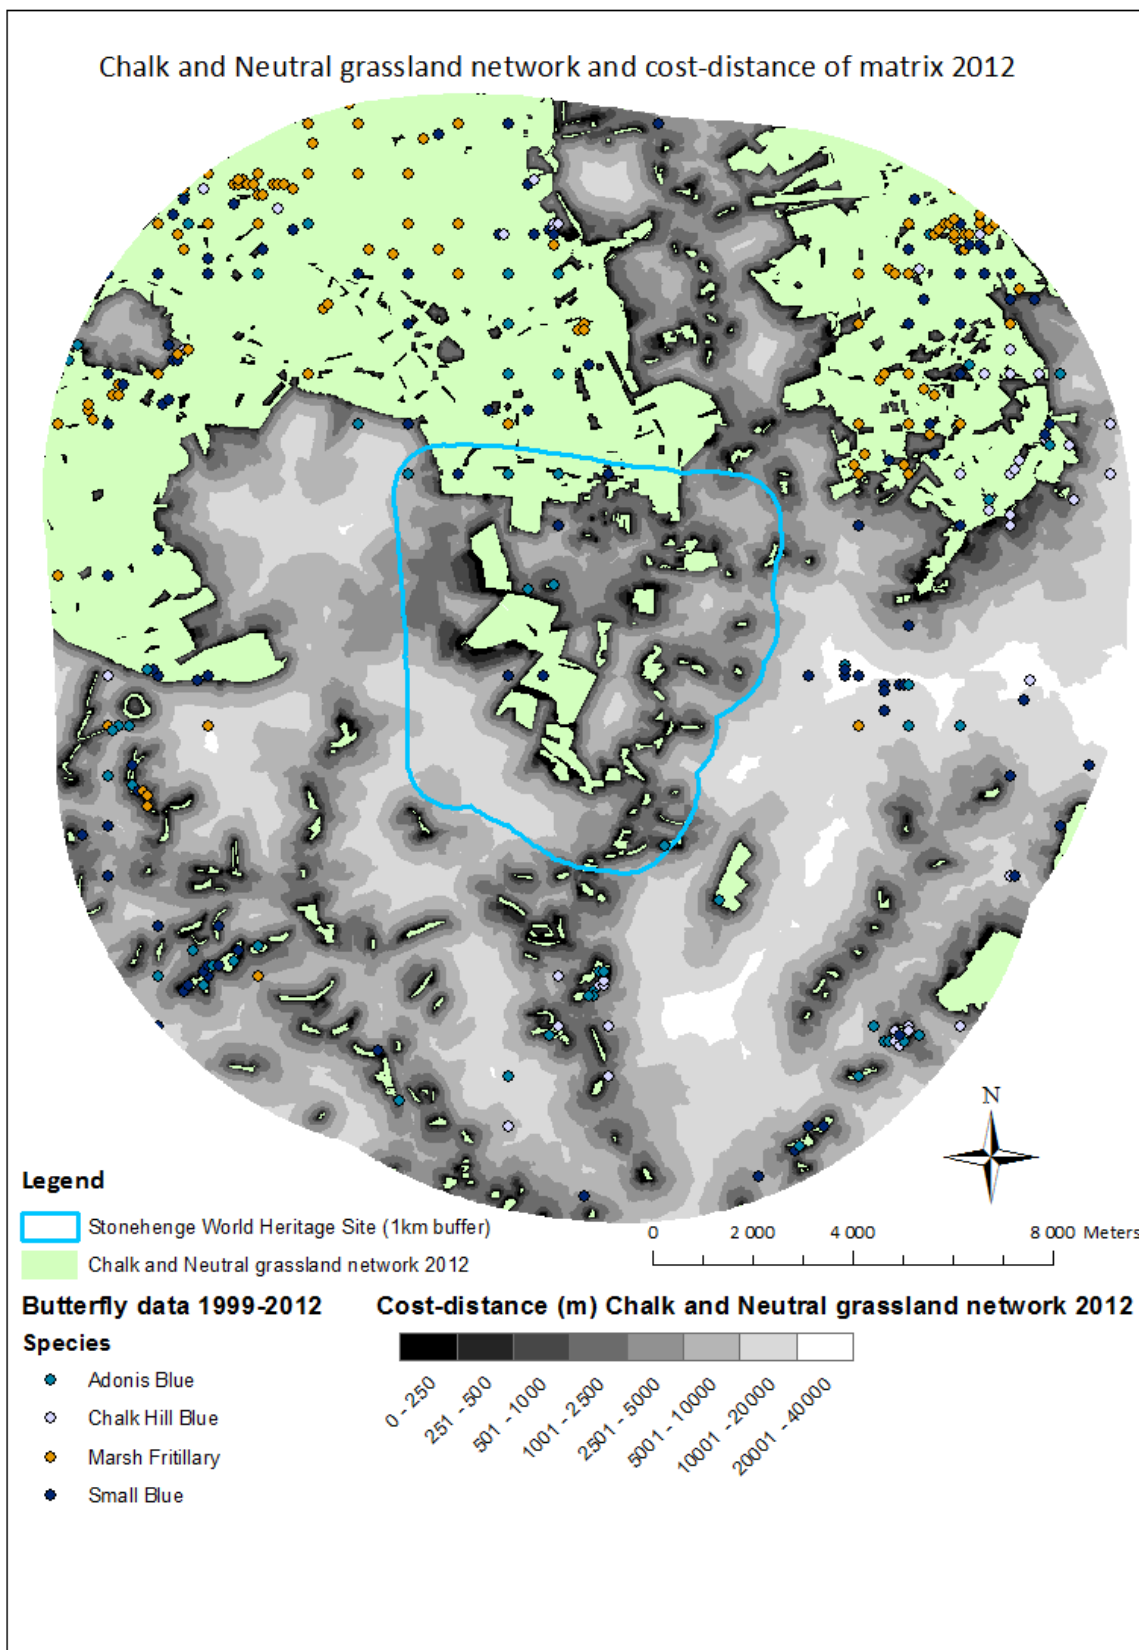 Chalk and Neutral grassland network and cost-distance of matrix 2012
N
Legend
Stonehenge World Heritage Site (1km buffer)
Chalk and Neutral grassland network 2012
0 2 000 4 000 8 000 Meters
Butterfly data 1999-2012
Species
Adonis Blue
Chalk Hill Blue
Marsh Fritillary
Small Blue
Cost-distance (m) Chalk and Neutral grassland network 2012
0 - 250
251 - 500
501 - 1000
1001 - 2500
2501 - 5000
5001 - 10000
10001 - 20000
20001 - 40000